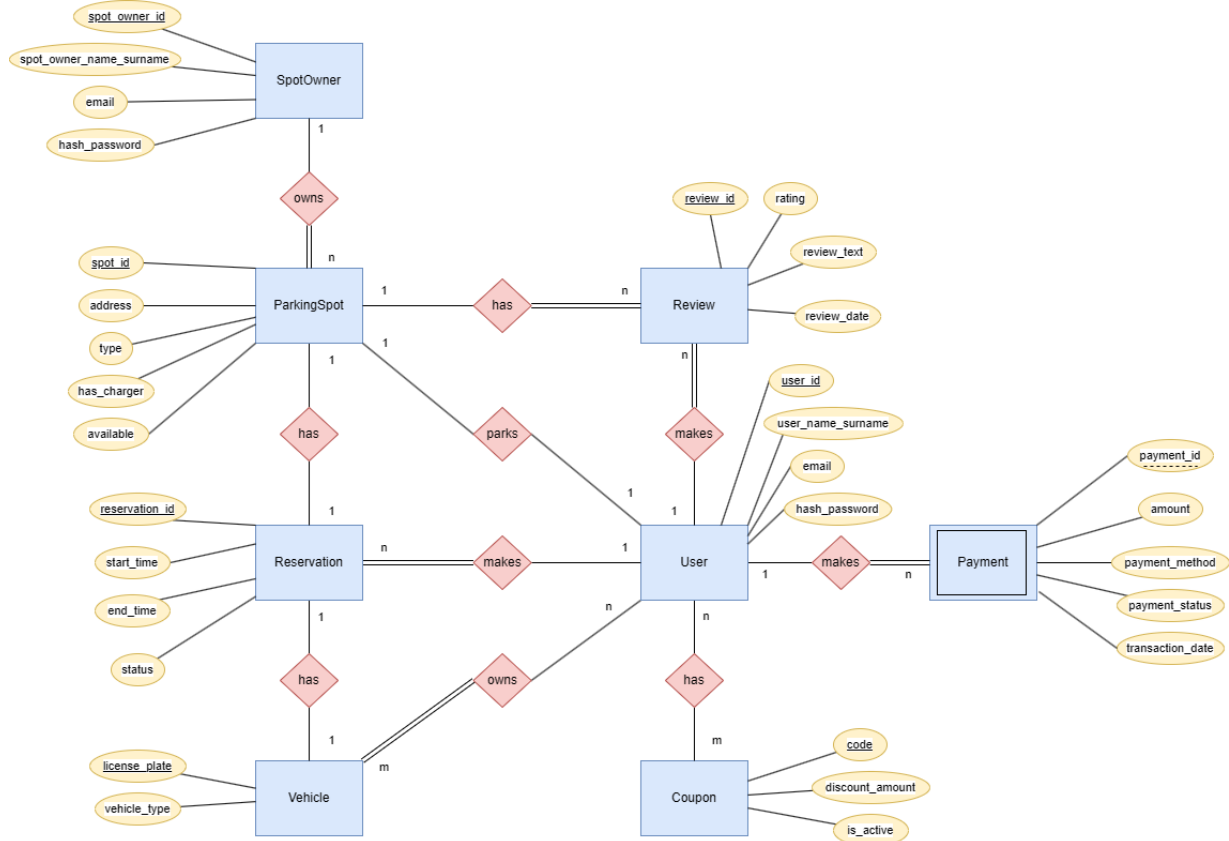 spot_owner_id
spot_owner_name_surname
SpotOwner
email
hash_password
1
owns
n
review_id
rating
review_text
review_date
spot_id
address
type
has_charger
available
ParkingSpot
1
has
n
Review
1
1
n
has
parks
makes
user_id
user_name_surname
email
hash_password
payment_id
amount
payment_method
payment_status
transaction_date
reservation_id
start_time
end_time
status
1
1
1
Reservation
n
makes
1
User
1
makes
n
Payment
1
n
n
has
owns
has
1
m
m
license_plate
vehicle_type
Vehicle
Coupon
code
discount_amount
is_active